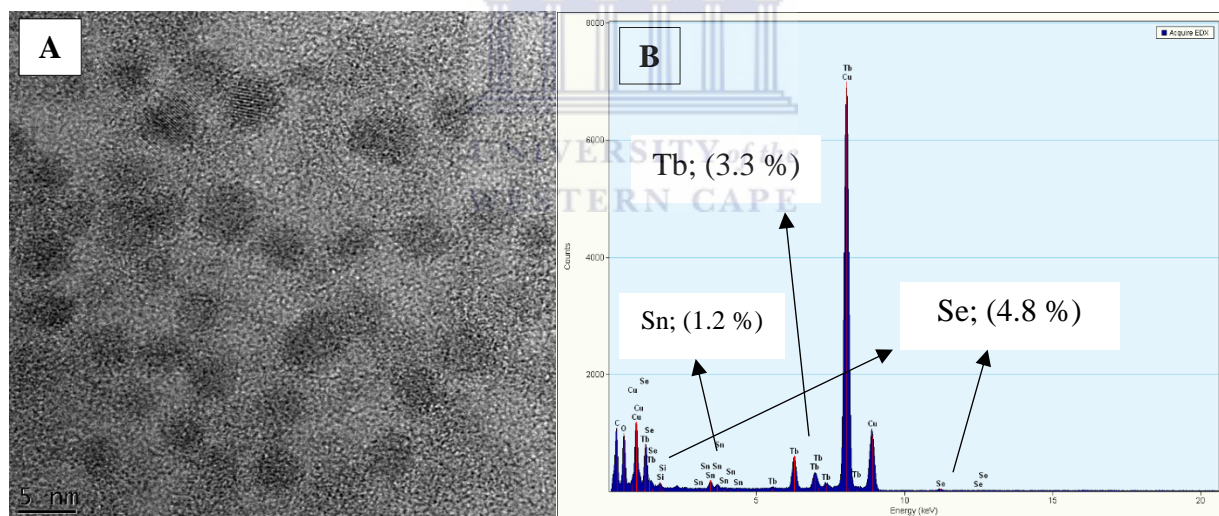 A
5 nm
UNIVERSITY of the
WESTERN CAPE
B
Acquire EDX
8000
6000
4000
2000
Counts
Tb
Cu
Tb; (3.3 %)
Sn; (1.2 %)
Se; (4.8 %)
Se
Cu
Cu
Cu
C
O
Se
Tb
Se
Tb
Si
Si
Sn
Sn Sn
Sn Sn
Sn Sn
Sn
Tb
Tb
Tb
Tb
Tb
Tb
Cu
Se
Se
Se
5
10
15
20
Energy (keV)